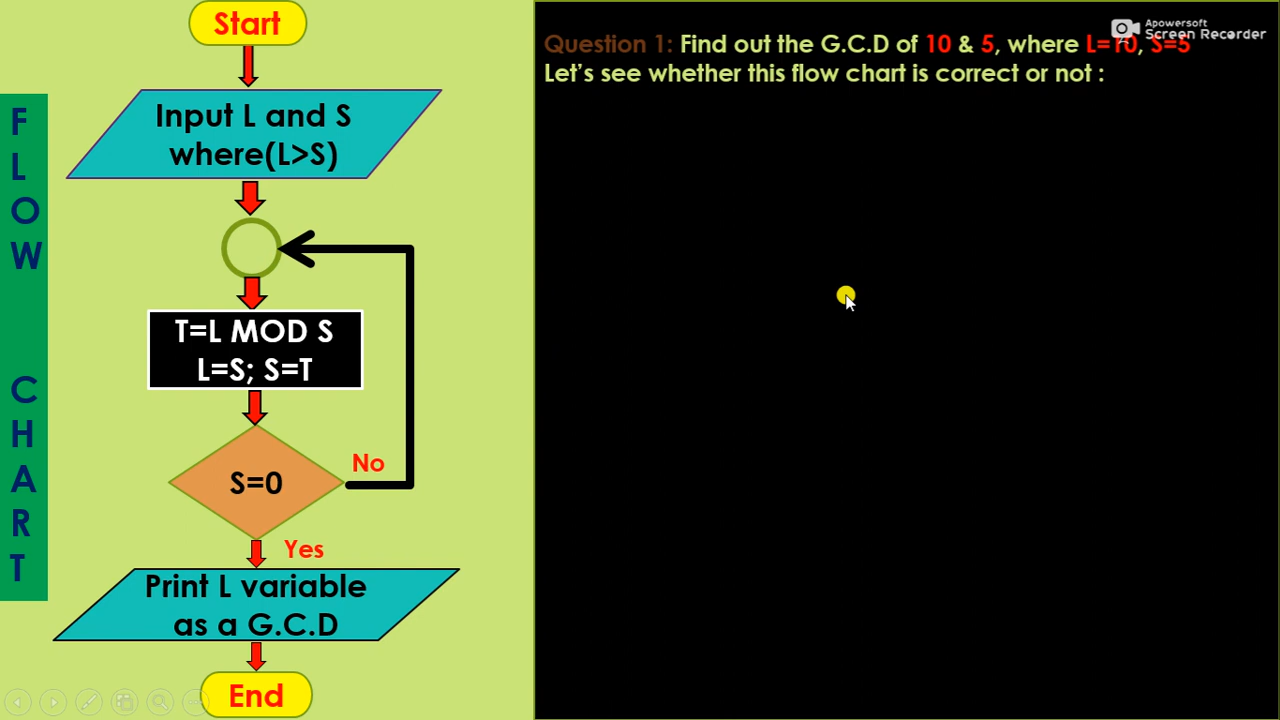 Start
Input L and S
where(L>S)
T=L MOD S
L=S; S=T
S=0
No
Yes
Print L variable
as a G.C.D
End
F
L
O
W
C
H
A
R
T
Question 1: Find out the G.C.D of 10 & 5, where L=10, S=5
Let’s see whether this flow chart is correct or not :
Apowersoft
Screen Recorder